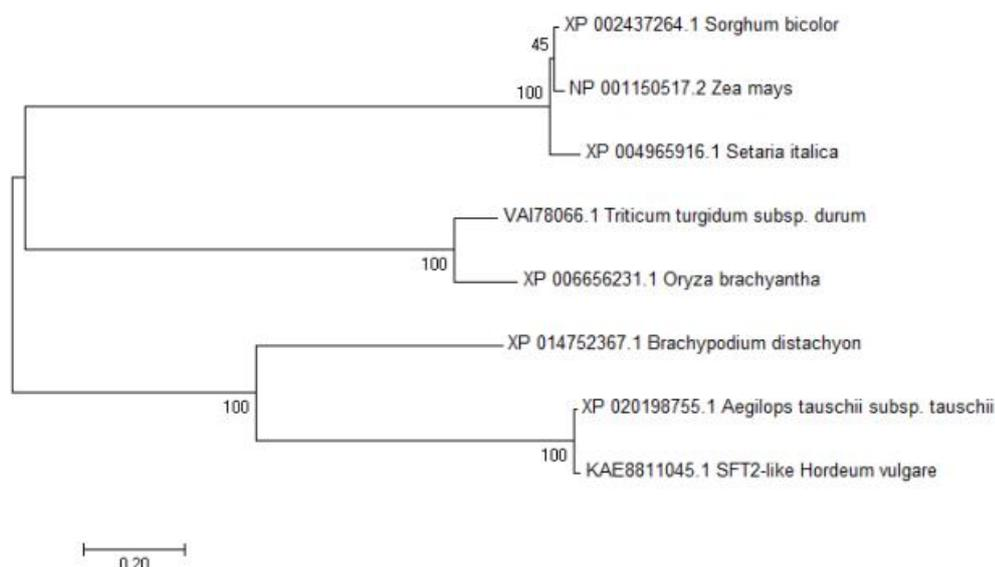 XP 002437264.1 Sorghum bicolor
45
NP 001150517.2 Zea mays
100
XP 004965916.1 Setaria italica
VAI78066.1 Triticum turgidum subsp. durum
100
XP 006656231.1 Oryza brachyantha
XP 014752367.1 Brachypodium distachyon
100
XP 020198755.1 Aegilops tauschii subsp. tauschii
100
KAE8811045.1 SFT2-like Hordeum vulgare
0.20